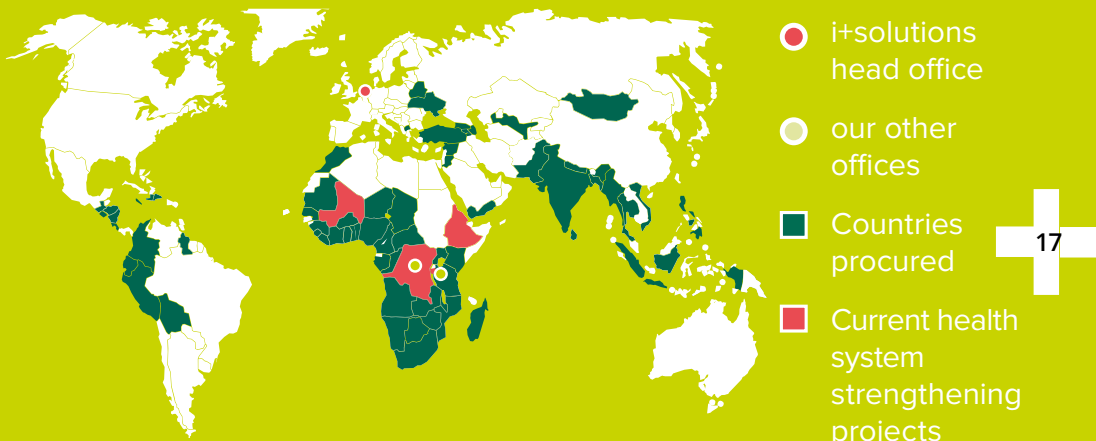 i+solutions
head office
our other
offices
Countries
procured
17
Current health
system
strengthening
projects